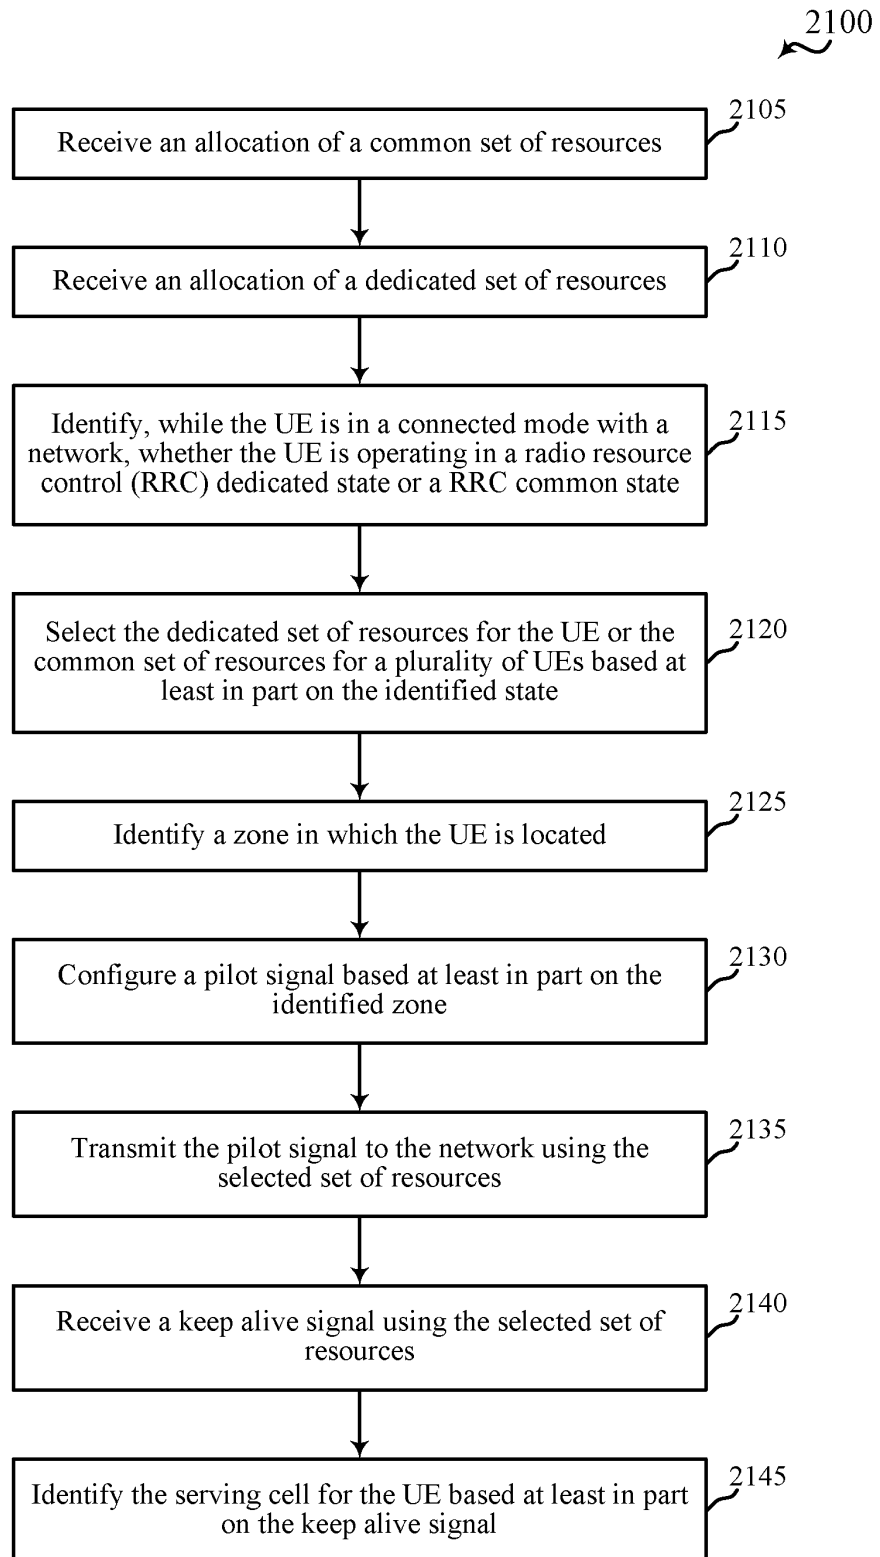 2100
Receive an allocation of a common set of resources
2105
Receive an allocation of a dedicated set of resources
2110
Identify, while the UE is in a connected mode with a
network, whether the UE is operating in a radio resource
control (RRC) dedicated state or a RRC common state
2115
Select the dedicated set of resources for the UE or the
common set of resources for a plurality of UEs based at
least in part on the identified state
2120
Identify a zone in which the UE is located
2125
Configure a pilot signal based at least in part on the
identified zone
2130
Transmit the pilot signal to the network using the
selected set of resources
2135
Receive a keep alive signal using the selected set of
resources
2140
Identify the serving cell for the UE based at least in part
on the keep alive signal
2145